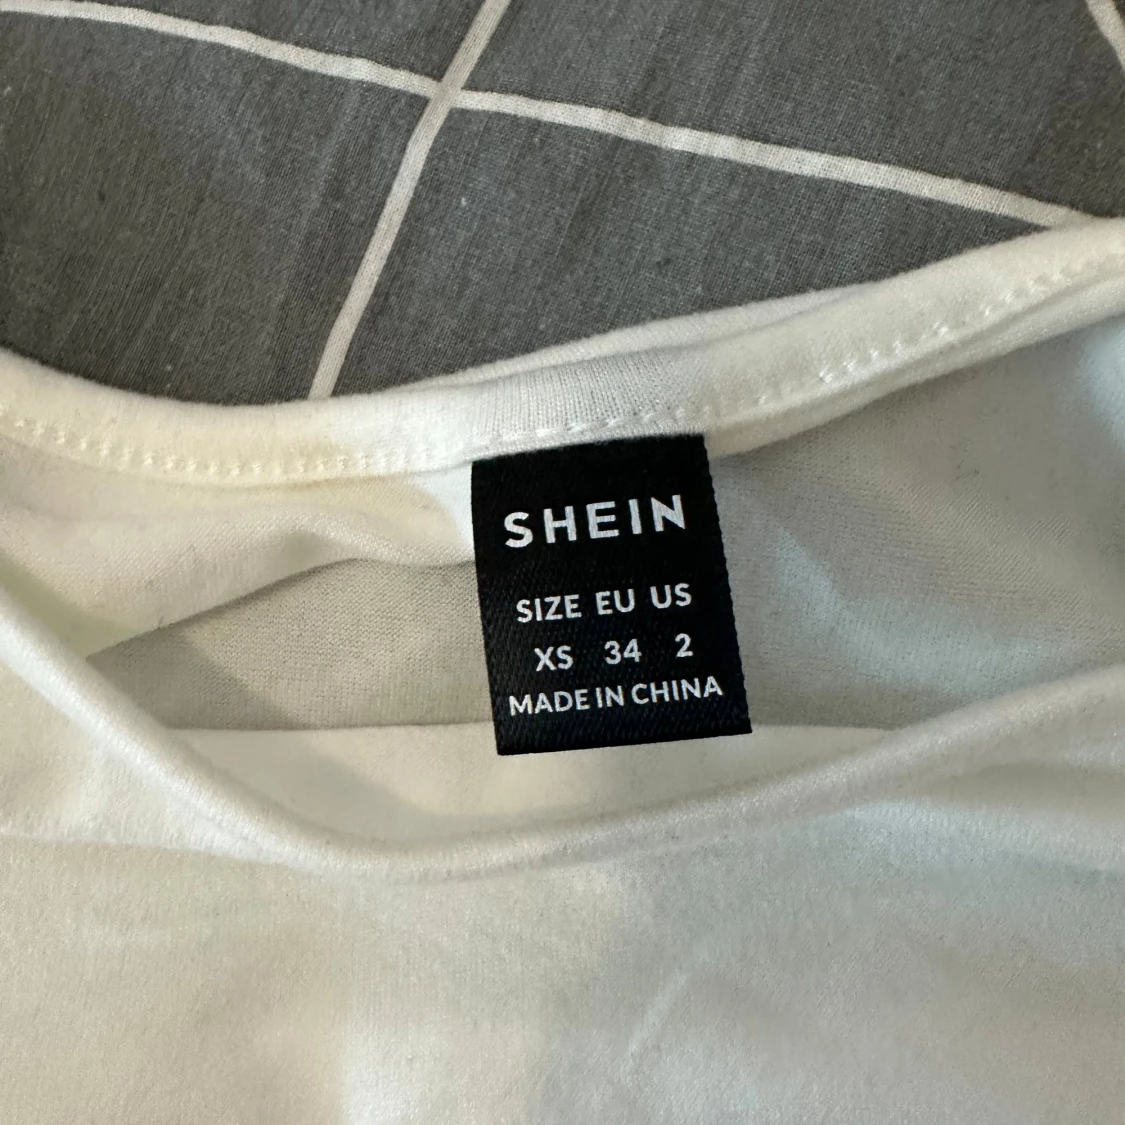 SHEIN
SIZE EU US
XS 34 2
MADE IN CHINA